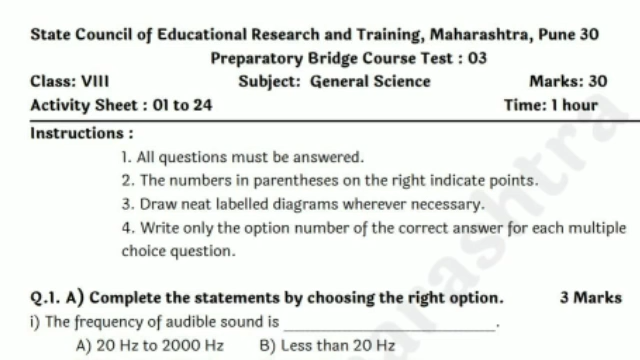 State Council of Educational Research and Training, Maharashtra, Pune 30
Preparatory Bridge Course Test : 03
Class: VIII Subject: General Science Marks: 30
Activity Sheet : 01 to 24 Time: 1 hour
Instructions :
1. All questions must be answered.
2. The numbers in parentheses on the right indicate points.
3. Draw neat labelled diagrams wherever necessary.
4. Write only the option number of the correct answer for each multiple
choice question.
Q.1. A) Complete the statements by choosing the right option. 3 Marks
i) The frequency of audible sound is ____________________.
A) 20 Hz to 2000 Hz B) Less than 20 Hz